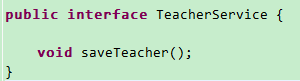 public interface TeacherService {
void saveTeacher();
}